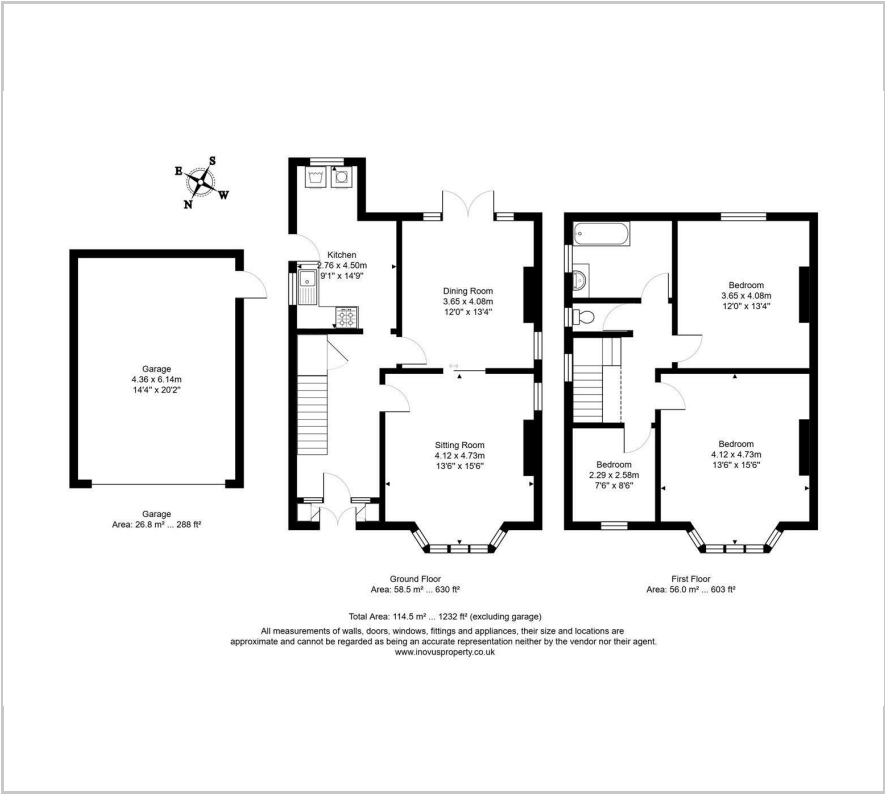 S
E
W
N
Kitchen
2.76 x 4.50m
9'1" x 14'9"
Dining Room
3.65 x 4.08m
12'0" x 13'4"
Bedroom
3.65 x 4.08m
12'0" x 13'4"
Garage
4.36 x 6.14m
14'4" x 20'2"
Sitting Room
4.12 x 4.73m
13'6" x 15'6"
Bedroom
2.29 x 2.58m
7'6" x 8'6"
Bedroom
4.12 x 4.73m
13'6" x 15'6"
Garage
Area: 26.8 m² ... 288 ft²
Ground Floor
Area: 58.5 m² ... 630 ft²
First Floor
Area: 56.0 m² ... 603 ft²
Total Area: 114.5 m² ... 1232 ft² (excluding garage)
All measurements of walls, doors, windows, fittings and appliances, their size and locations are
approximate and cannot be regarded as being an accurate representation neither by the vendor nor their agent.
www.inovusproperty.co.uk